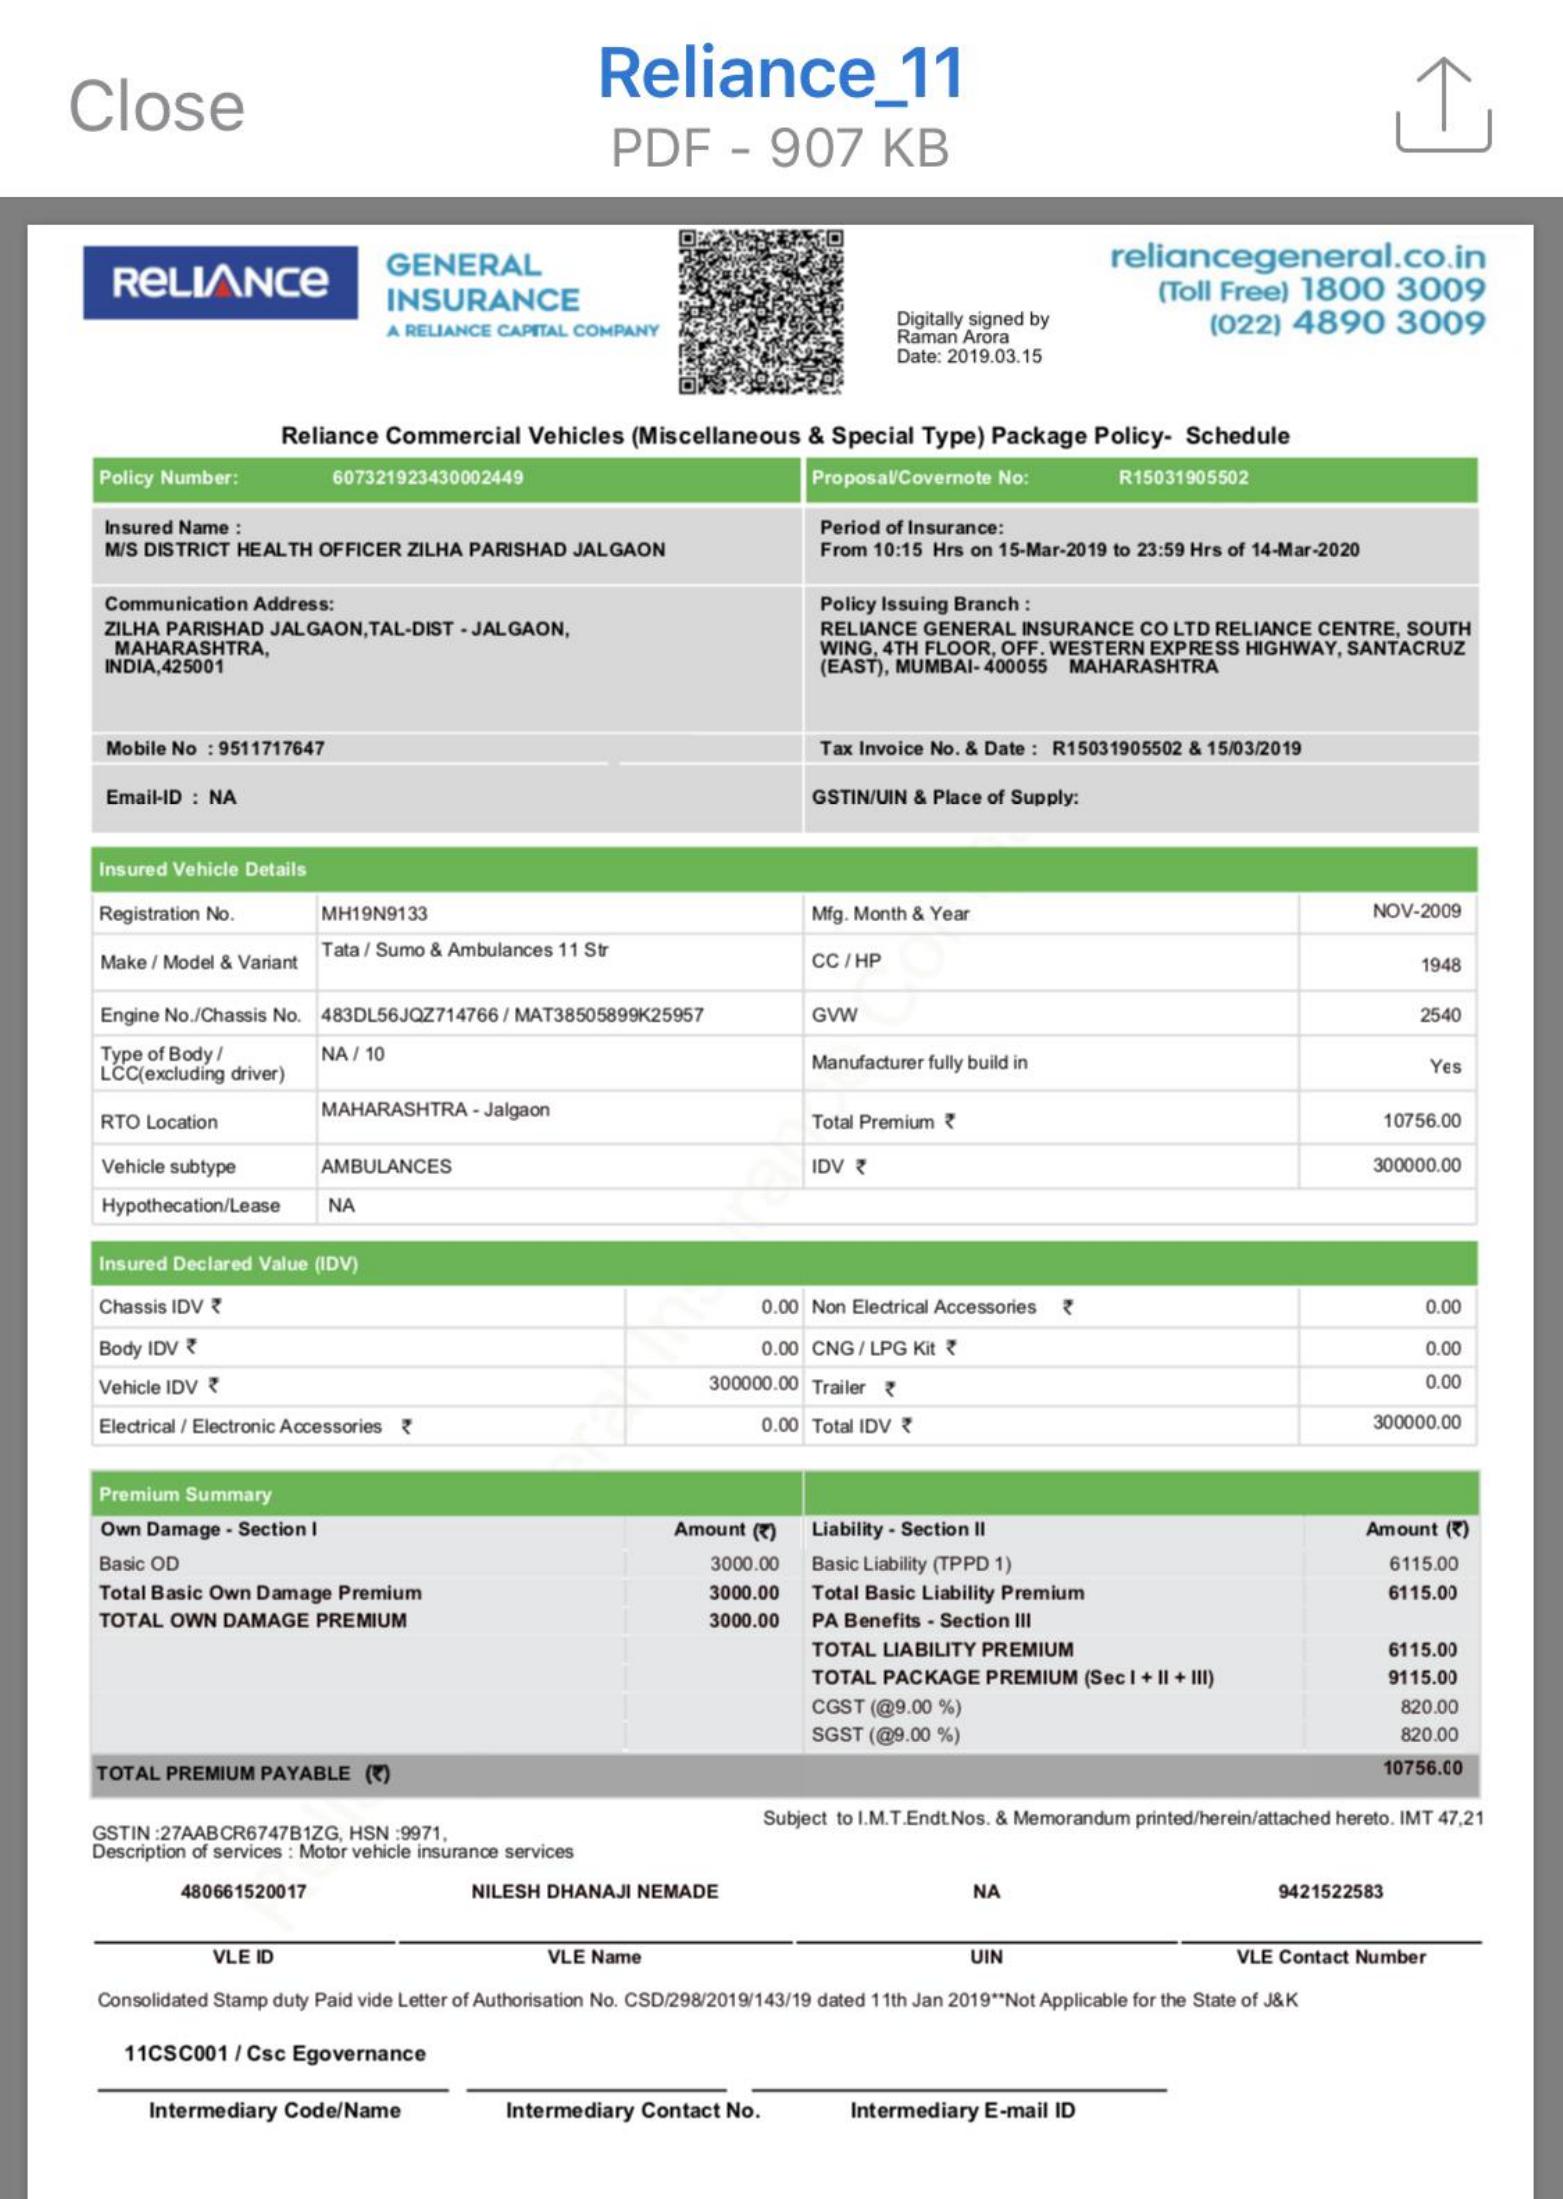 Close
Reliance_11
PDF - 907 KB
RELIANCE
GENERAL
INSURANCE
A RELIANCE CAPITAL COMPANY
Digitally signed by
Raman Arora
Date: 2019.03.15
reliancegeneral.co.in
(Toll Free) 1800 3009
(022) 4890 3009
Reliance Commercial Vehicles (Miscellaneous & Special Type) Package Policy- Schedule
Policy Number: 607321923430002449 Proposal/Covernote No: R15031905502
Insured Name :
M/S DISTRICT HEALTH OFFICER ZILHA PARISHAD JALGAON
Period of Insurance:
From 10:15 Hrs on 15-Mar-2019 to 23:59 Hrs of 14-Mar-2020
Communication Address:
ZILHA PARISHAD JALGAON,TAL-DIST - JALGAON,
MAHARASHTRA,
INDIA,425001
Policy Issuing Branch :
RELIANCE GENERAL INSURANCE CO LTD RELIANCE CENTRE, SOUTH
WING, 4TH FLOOR, OFF. WESTERN EXPRESS HIGHWAY, SANTACRUZ
(EAST), MUMBAI- 400055 MAHARASHTRA
Mobile No : 9511717647 Tax Invoice No. & Date : R15031905502 & 15/03/2019
Email-ID : NA GSTIN/UIN & Place of Supply:
Insured Vehicle Details
Registration No. MH19N9133 Mfg. Month & Year NOV-2009
Make / Model & Variant Tata / Sumo & Ambulances 11 Str CC / HP 1948
Engine No./Chassis No. 483DL56JQZ714766 / MAT38505899K25957 GVW 2540
Type of Body /
LCC(excluding driver) NA / 10 Manufacturer fully build in Yes
RTO Location MAHARASHTRA - Jalgaon Total Premium ₹ 10756.00
Vehicle subtype AMBULANCES IDV ₹ 300000.00
Hypothecation/Lease NA
Insured Declared Value (IDV)
Chassis IDV ₹ 0.00 Non Electrical Accessories ₹ 0.00
Body IDV ₹ 0.00 CNG / LPG Kit ₹ 0.00
Vehicle IDV ₹ 300000.00 Trailer ₹ 0.00
Electrical / Electronic Accessories ₹ 0.00 Total IDV ₹ 300000.00
Premium Summary
Own Damage - Section I Amount (₹) Liability - Section II Amount (₹)
Basic OD 3000.00 Basic Liability (TPPD 1) 6115.00
Total Basic Own Damage Premium 3000.00 Total Basic Liability Premium 6115.00
TOTAL OWN DAMAGE PREMIUM 3000.00 PA Benefits - Section III
TOTAL LIABILITY PREMIUM 6115.00
TOTAL PACKAGE PREMIUM (Sec I + II + III) 9115.00
CGST (@9.00 %) 820.00
SGST (@9.00 %) 820.00
TOTAL PREMIUM PAYABLE (₹) 10756.00
Subject to I.M.T.Endt.Nos. & Memorandum printed/herein/attached hereto. IMT 47,21
GSTIN :27AABCR6747B1ZG, HSN :9971,
Description of services : Motor vehicle insurance services
480661520017 NILESH DHANAJI NEMADE NA 9421522583
VLE ID VLE Name UIN VLE Contact Number
Consolidated Stamp duty Paid vide Letter of Authorisation No. CSD/298/2019/143/19 dated 11th Jan 2019**Not Applicable for the State of J&K
11CSC001 / Csc Egovernance
Intermediary Code/Name Intermediary Contact No. Intermediary E-mail ID